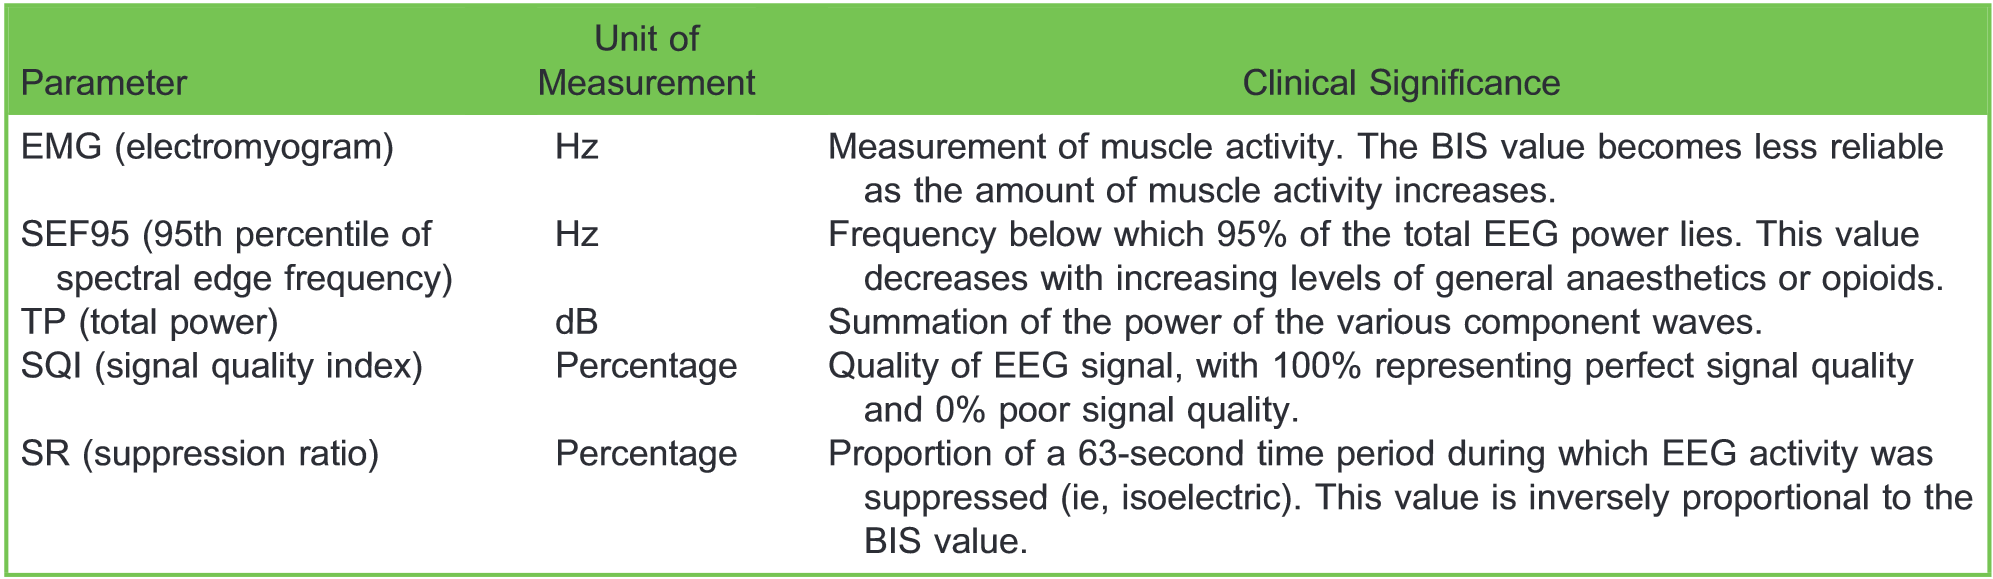 Parameter Unit of Measurement Clinical Significance
EMG (electromyogram) Hz Measurement of muscle activity. The BIS value becomes less reliable
as the amount of muscle activity increases.
SEF95 (95th percentile of Hz Frequency below which 95% of the total EEG power lies. This value
spectral edge frequency) decreases with increasing levels of general anaesthetics or opioids.
TP (total power) dB Summation of the power of the various component waves.
SQI (signal quality index) Percentage Quality of EEG signal, with 100% representing perfect signal quality
and 0% poor signal quality.
SR (suppression ratio) Percentage Proportion of a 63-second time period during which EEG activity was
suppressed (ie, isoelectric). This value is inversely proportional to the
BIS value.